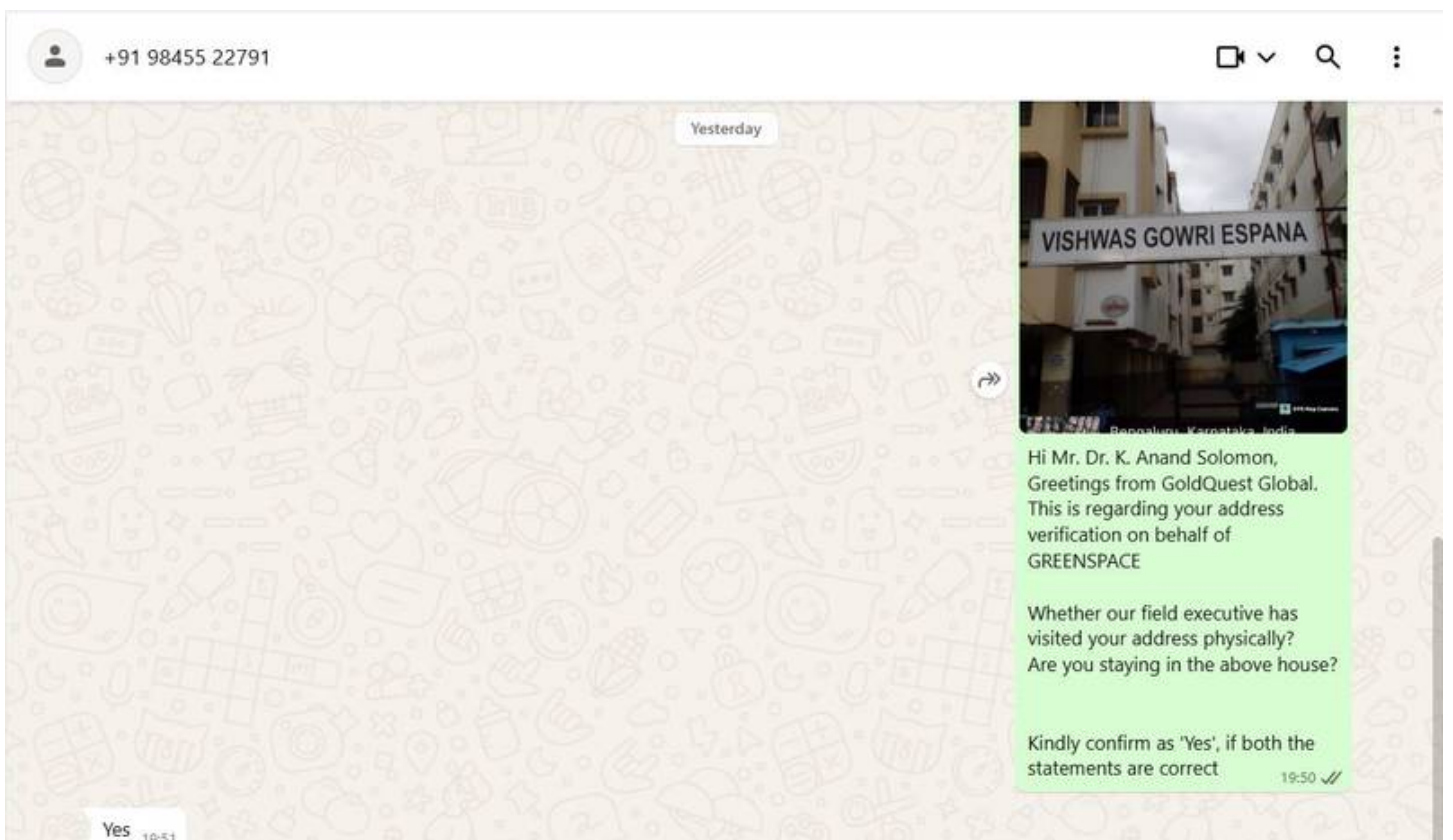 +91 98455 22791
Yesterday
VISHWAS GOWRI ESPANA
Bengaluru, Karnataka, India
Hi Mr. Dr. K. Anand Solomon,
Greetings from GoldQuest Global.
This is regarding your address
verification on behalf of
GREENSPACE
Whether our field executive has
visited your address physically?
Are you staying in the above house?
Kindly confirm as 'Yes', if both the
statements are correct
19:50
Yes
19:51